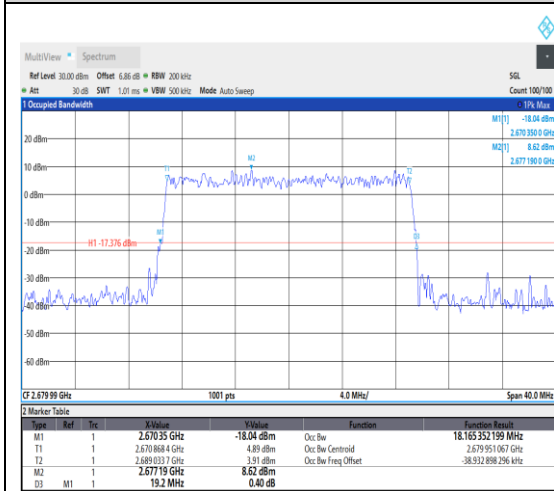 MultiView Spectrum
Ref Level 30.00 dBm Offset 6.86 dB RBW 200 kHz SGL
Att 30 dB SWT 1.01 ms VBW 500 kHz Mode Auto Sweep Count 100/100
1 Occupied Bandwidth 1Pk Max
M1[1] -18.04 dBm
2.670 350 0 GHz
M2[1] 8.62 dBm
2.677 190 0 GHz
20 dBm
10 dBm
0 dBm
-10 dBm
-20 dBm
-30 dBm
-40 dBm
-50 dBm
-60 dBm
T1
M2
T2
M1
D3
H1 -17.376 dBm
CF 2.679 99 GHz 1001 pts 4.0 MHz/ Span 40.0 MHz
2 Marker Table
Type Ref Trc X-Value Y-Value Function Function Result
M1 1 2.67035 GHz -18.04 dBm Occ Bw 18.165 352 199 MHz
T1 1 2.670 868 4 GHz 4.89 dBm Occ Bw Centroid 2.679 951 067 GHz
T2 1 2.689 033 7 GHz 3.91 dBm Occ Bw Freq Offset -38.932 898 296 kHz
M2 1 2.67719 GHz 8.62 dBm
D3 M1 1 19.2 MHz 0.40 dB